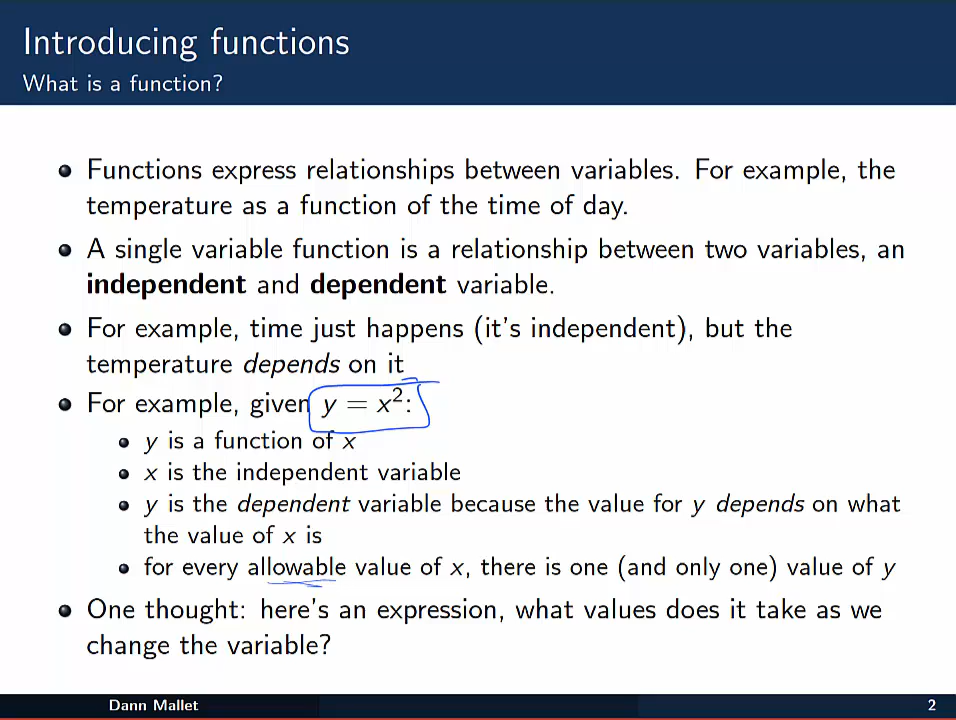 Introducing functions
What is a function?
Functions express relationships between variables. For example, the
temperature as a function of the time of day.
A single variable function is a relationship between two variables, an
independent and dependent variable.
For example, time just happens (it's independent), but the
temperature depends on it
For example, given y = x²:
y is a function of x
x is the independent variable
y is the dependent variable because the value for y depends on what
the value of x is
for every allowable value of x, there is one (and only one) value of y
One thought: here's an expression, what values does it take as we
change the variable?
Dann Mallet
2